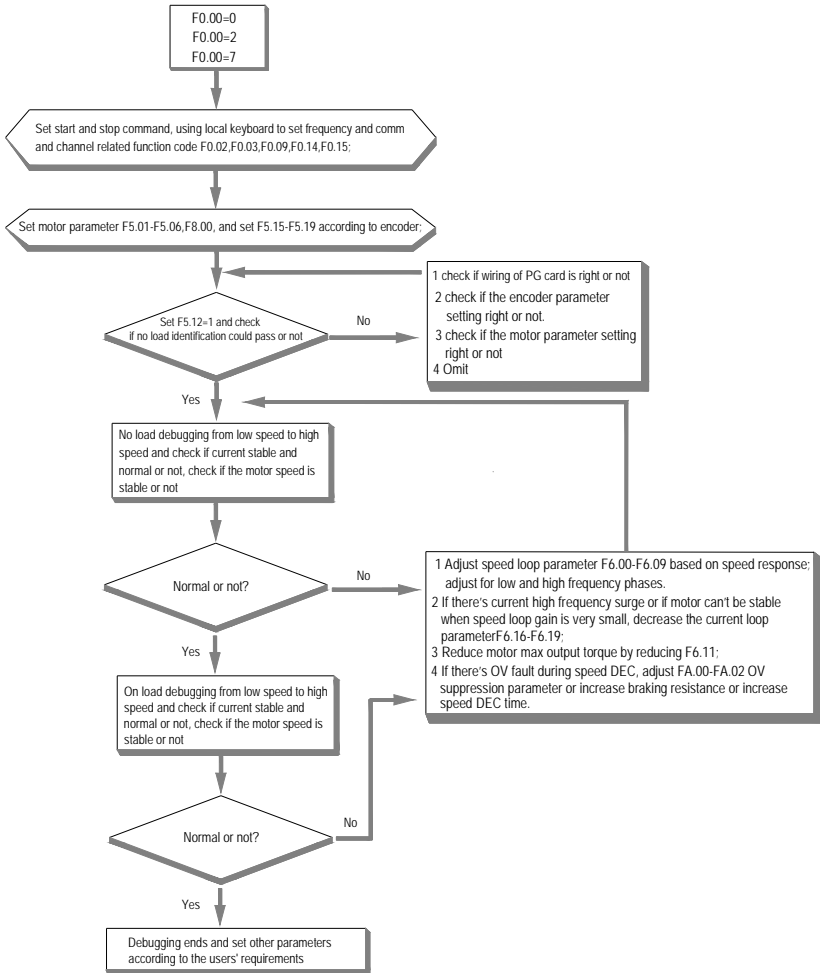 F0.00=0
F0.00=2
F0.00=7
Set start and stop command, using local keyboard to set frequency and comm
and channel related function code F0.02,F0.03,F0.09,F0.14,F0.15;
Set motor parameter F5.01-F5.06,F8.00, and set F5.15-F5.19 according to encoder;
Set F5.12=1 and check
if no load identification could pass or not
No
1 check if wiring of PG card is right or not
2 check if the encoder parameter
setting right or not.
3 check if the motor parameter setting
right or not
4 Omit
Yes
No load debugging from low speed to high
speed and check if current stable and
normal or not, check if the motor speed is
stable or not
Normal or not?
No
1 Adjust speed loop parameter F6.00-F6.09 based on speed response;
adjust for low and high frequency phases.
2 If there's current high frequency surge or if motor can't be stable
when speed loop gain is very small, decrease the current loop
parameterF6.16-F6.19;
3 Reduce motor max output torque by reducing F6.11;
4 If there's OV fault during speed DEC, adjust FA.00-FA.02 OV
suppression parameter or increase braking resistance or increase
speed DEC time.
Yes
On load debugging from low speed to high
speed and check if current stable and
normal or not, check if the motor speed is
stable or not
Normal or not?
No
Yes
Debugging ends and set other parameters
according to the users' requirements